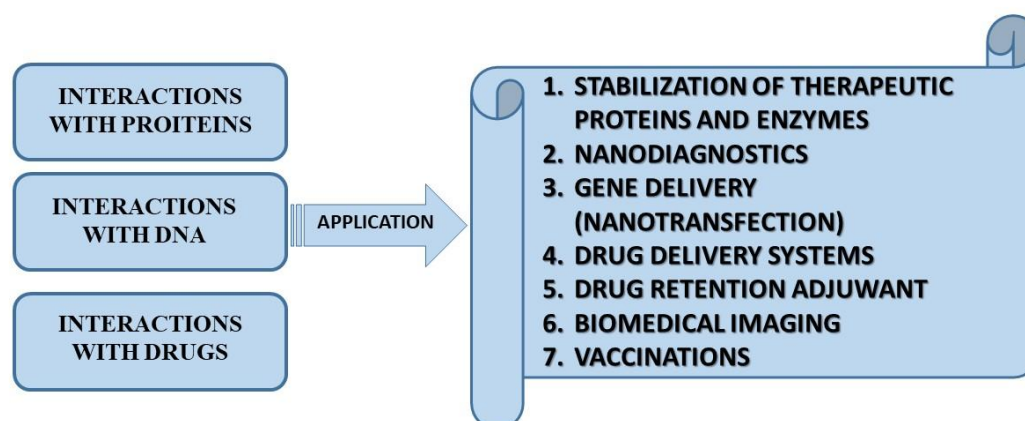 INTERACTIONS
WITH PROITEINS
INTERACTIONS
WITH DNA
INTERACTIONS
WITH DRUGS
APPLICATION
1. STABILIZATION OF THERAPEUTIC
PROTEINS AND ENZYMES
2. NANODIAGNOSTICS
3. GENE DELIVERY
(NANOTRANSFECTION)
4. DRUG DELIVERY SYSTEMS
5. DRUG RETENTION ADJUWANT
6. BIOMEDICAL IMAGING
7. VACCINATIONS